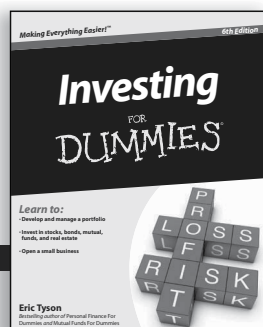 Making Everything Easier!™
6th Edition
Investing
FOR
DUMMIES®
Learn to:
• Develop and manage a portfolio
• Invest in stocks, bonds, mutual
funds, and real estate
• Open a small business
PROFIT
LOSS
RISK
Eric Tyson
Bestselling author of Personal Finance For
Dummies and Mutual Funds For Dummies